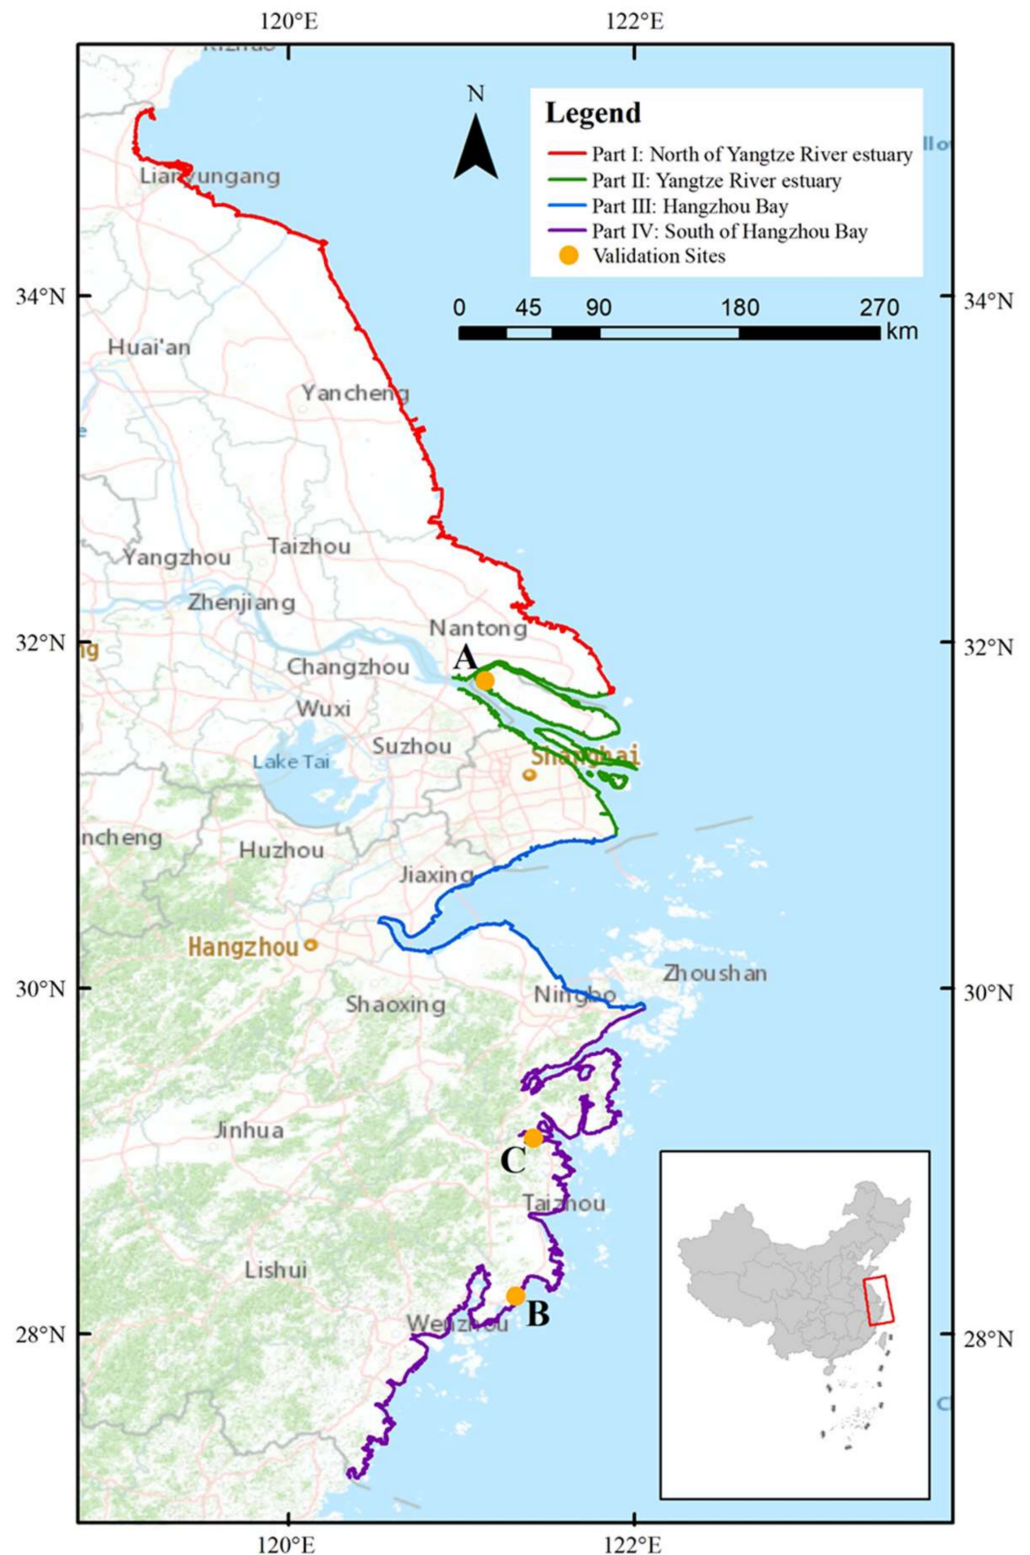 120°E 122°E
Rizhao
N
Legend
Part I: North of Yangtze River estuary
Part II: Yangtze River estuary
Part III: Hangzhou Bay
Part IV: South of Hangzhou Bay
Validation Sites
Lianyungang
34°N 34°N
0 45 90 180 270
km
Huai'an
Yancheng
Yangzhou
Taizhou
Zhenjiang
Nantong
32°N 32°N
A
Changzhou
Wuxi
Suzhou
Shanghai
Lake Tai
ncheng
Huzhou
Jiaxing
Hangzhou
Zhoushan
30°N 30°N
Ningbo
Shaoxing
Jinhua
C
Taizhou
Lishui
B
Wenzhou
28°N 28°N
120°E 122°E